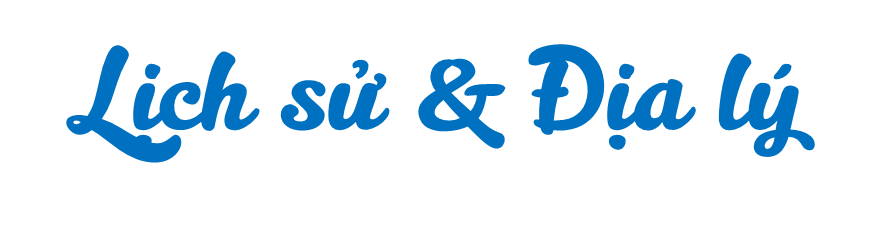 Lịch sử & Địa lý